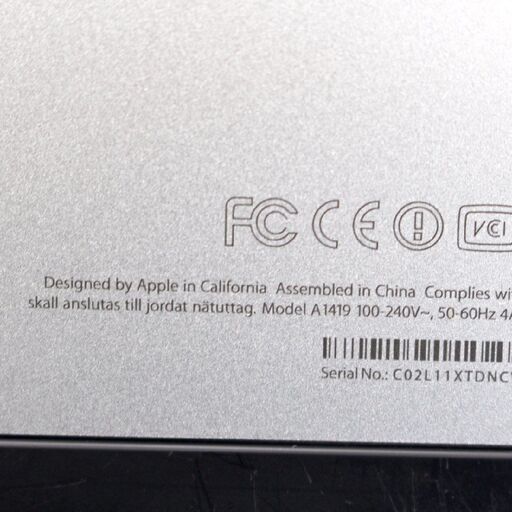 FC CE VCI
Designed by Apple in California Assembled in China Complies wi
skall anslutas till jordat nätuttag. Model A1419 100-240V~, 50-60Hz 4A
Serial No.: C02L11XTDNC